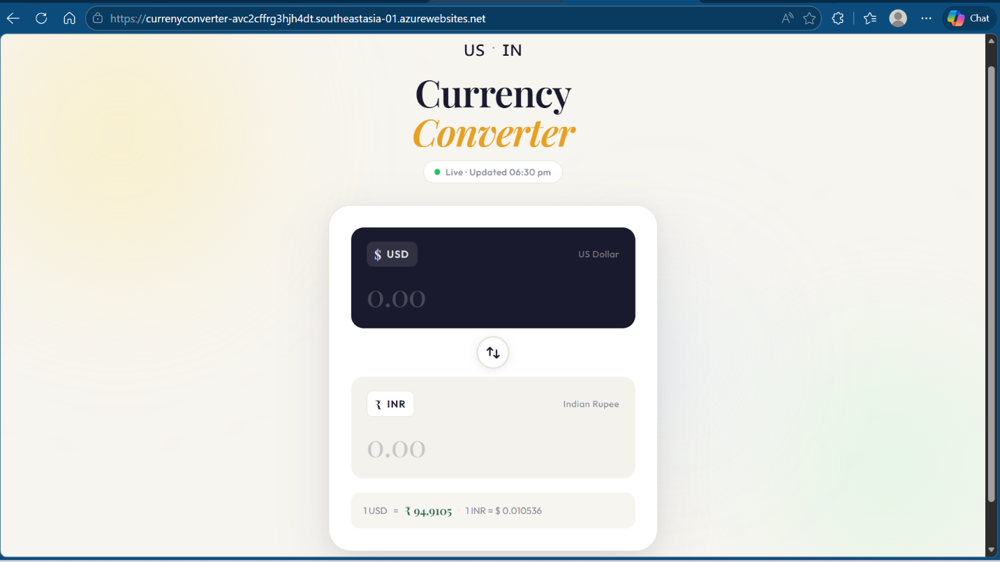 https://currenyconverter-avc2cffrg3hjh4dt.southeastasia-01.azurewebsites.net
Chat
US · IN
Currency
Converter
Live · Updated 06:30 pm
$ USD
US Dollar
0.00
₹ INR
Indian Rupee
0.00
1 USD = ₹ 94.9105 · 1 INR = $ 0.010536